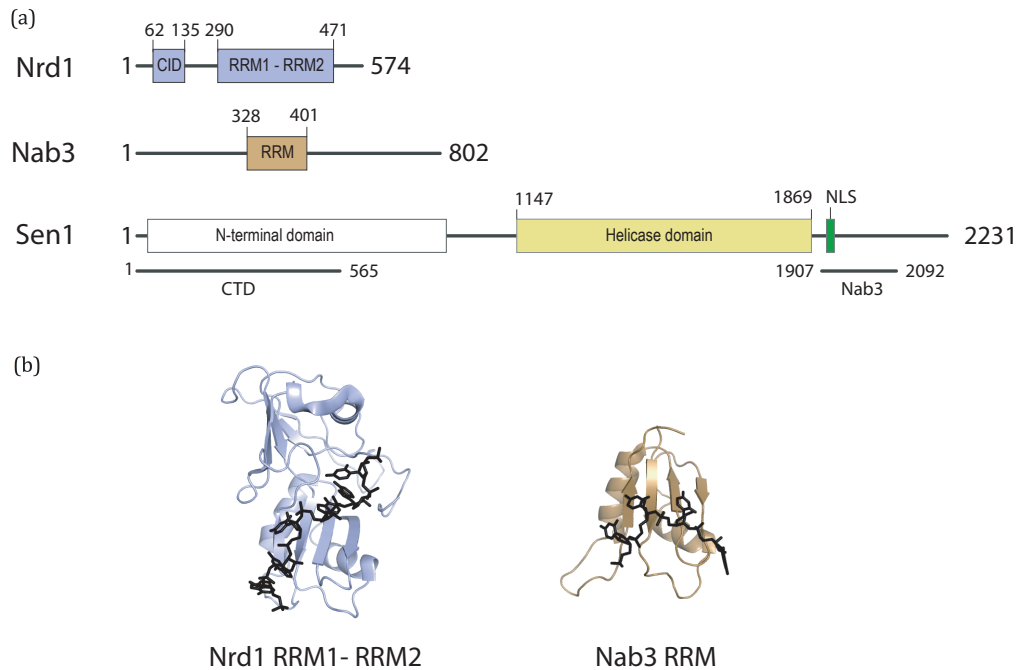 (a)
62 135 290 471
Nrd1 1 CID RRM1 - RRM2 574
328 401
Nab3 1 RRM 802
1147 1869 NLS
Sen1 1 N-terminal domain Helicase domain 2231
1 565 1907 2092
CTD Nab3
(b)
Nrd1 RRM1- RRM2 Nab3 RRM